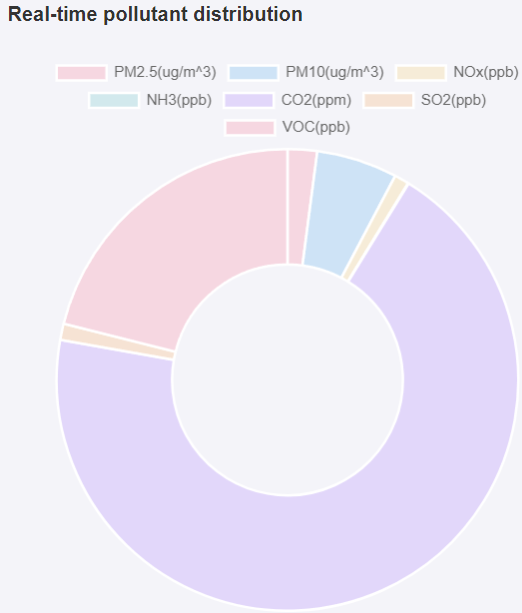 Real-time pollutant distribution
PM2.5(ug/m^3) PM10(ug/m^3) NOx(ppb)
NH3(ppb) CO2(ppm) SO2(ppb)
VOC(ppb)